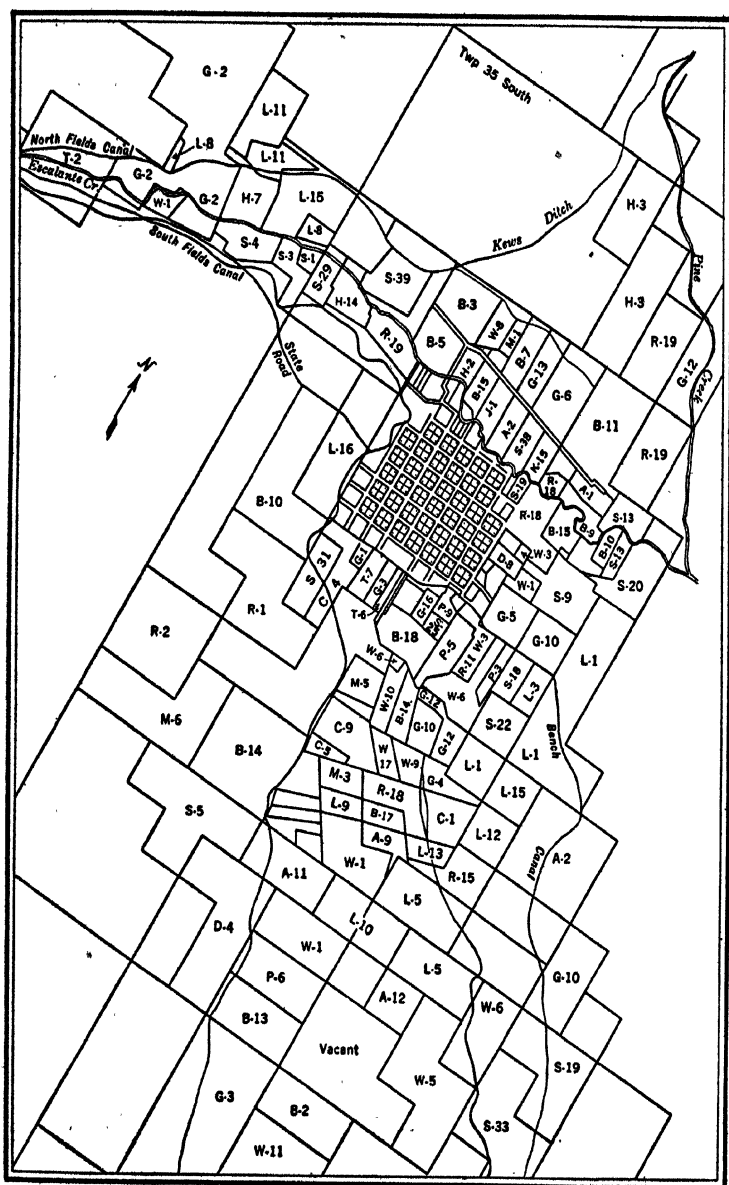 Twp 35 South
G-2
L-11
L-8
L-11
North Fields Canal
T-2
Escalante Cr.
G-2
W-1
G-2
H-7
L-15
L-8
South Fields Canal
S-4
S-3
S-1
S-29
H-14
S-39
Kews Ditch
H-3
Pine Creek
H-3
R-19
G-12
R-19
B-3
W-8
M-1
B-7
G-13
G-6
B-11
R-19
B-5
H-2
B-15
J-1
A-2
S-38
K-15
N
State Road
L-16
B-10
S-19
R-16
A-1
R-18
B-15
B-9
S-13
B-10
S-13
S-20
D-8
W-3
W-1
S-9
S 31
C 4
G-1
T-7
G-3
T-6
R-1
R-2
G-16
P-9
B-18
P-5
R-11
W-3
G-5
G-10
P-3
S-18
L-3
L-1
W-6
M-5
W-10
B-14
G-12
W-6
G-10
G-12
S-22
M-6
B-14
C-9
C-5
W 17
W-9
G-4
L-1
L-1
Bench Canal
L-15
M-3
R-18
L-9
B-17
C-1
L-12
S-5
A-9
W-1
L-13
R-15
A-2
A-11
L-5
D-4
L-10
W-1
L-5
P-6
A-12
W-6
G-10
B-13
Vacant
W-5
S-19
G-3
B-2
S-33
W-11